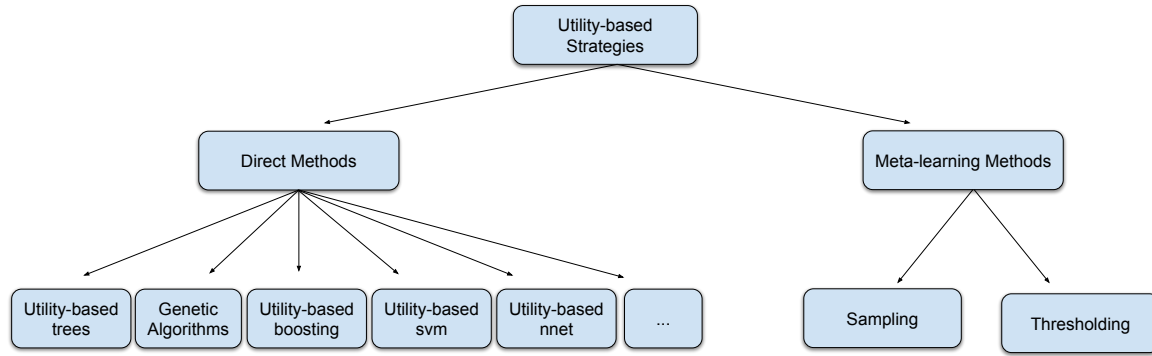 Utility-based
Strategies
Direct Methods
Meta-learning Methods
Utility-based
trees
Genetic
Algorithms
Utility-based
boosting
Utility-based
svm
Utility-based
nnet
...
Sampling
Thresholding